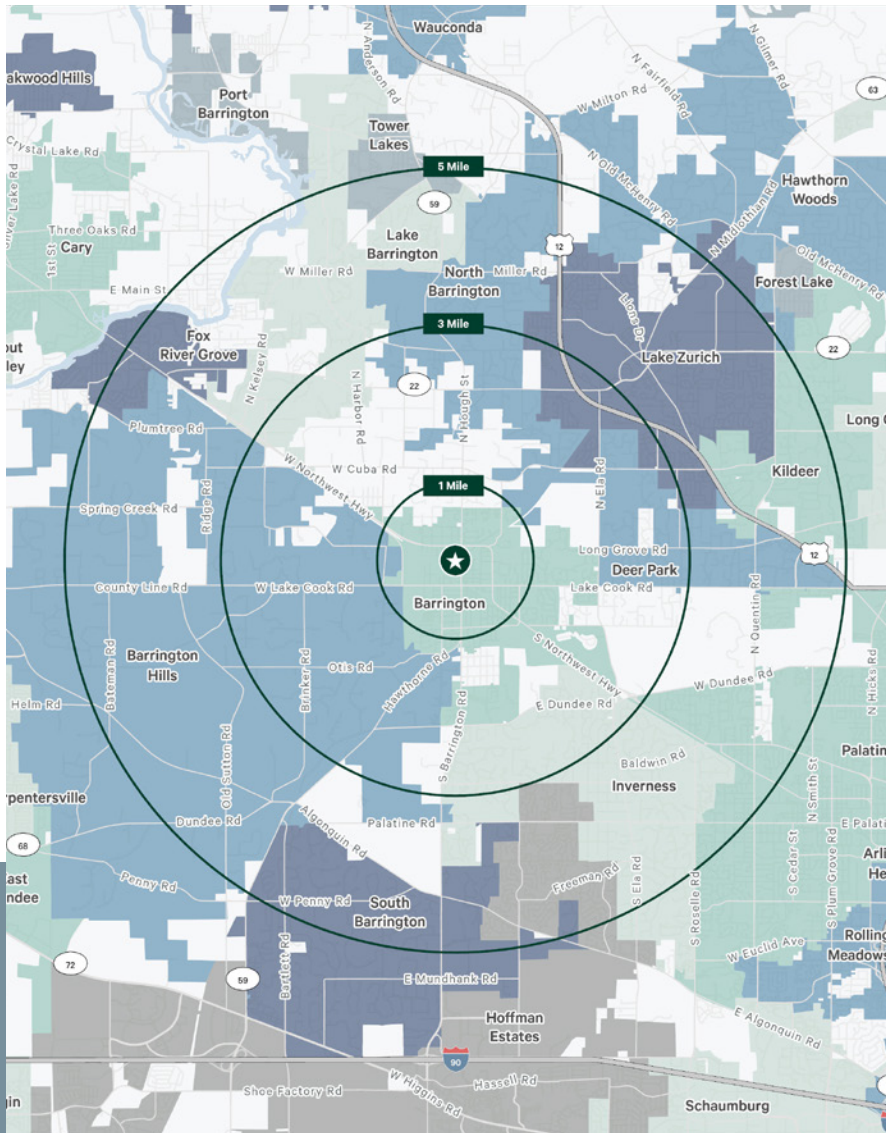 Wauconda
N Anderson Rd
N Fairfield Rd
N Gilmer Rd
akwood Hills
Port
Barrington
W Milton Rd
63
Tower
Lakes
Crystal Lake Rd
N Old McHenry Rd
5 Mile
59
Hawthorn
Woods
N Midlothian Rd
Three Oaks Rd
Cary
1st St
Lake
Barrington
12
Old McHenry Rd
W Miller Rd
North
Barrington
Miller Rd
E Main St
Forest Lake
Lions Dr
3 Mile
Fox
River Grove
out
ley
Lake Zurich
22
N Kelsey Rd
N Harbor Rd
22
N Hough St
Plumtree Rd
Long
W Northwest Hwy
W Cuba Rd
Kildeer
1 Mile
N Ela Rd
Spring Creek Rd
Ridge Rd
Long Grove Rd
12
Deer Park
County Line Rd
W Lake Cook Rd
Lake Cook Rd
Barrington
N Quentin Rd
Barrington
Hills
Bateman Rd
Otis Rd
Hawthorne Rd
S Northwest Hwy
Brinker Rd
W Dundee Rd
N Hicks Rd
Helm Rd
E Dundee Rd
S Barrington Rd
Old Sutton Rd
Baldwin Rd
Palatin
Inverness
rpentersville
N Smith St
Dundee Rd
Algonquin Rd
Palatine Rd
E Palatin
68
S Cedar St
S Plum Grove Rd
Arli
He
ast
ndee
Penny Rd
Freeman Rd
S Ela Rd
S Roselle Rd
W Penny Rd
South
Barrington
Rolling
Meadows
W Euclid Ave
72
59
Bartlett Rd
E Mundhank Rd
Hoffman
Estates
E Algonquin Rd
90
Shoe Factory Rd
W Higgins Rd
Hassell Rd
gin
Schaumburg